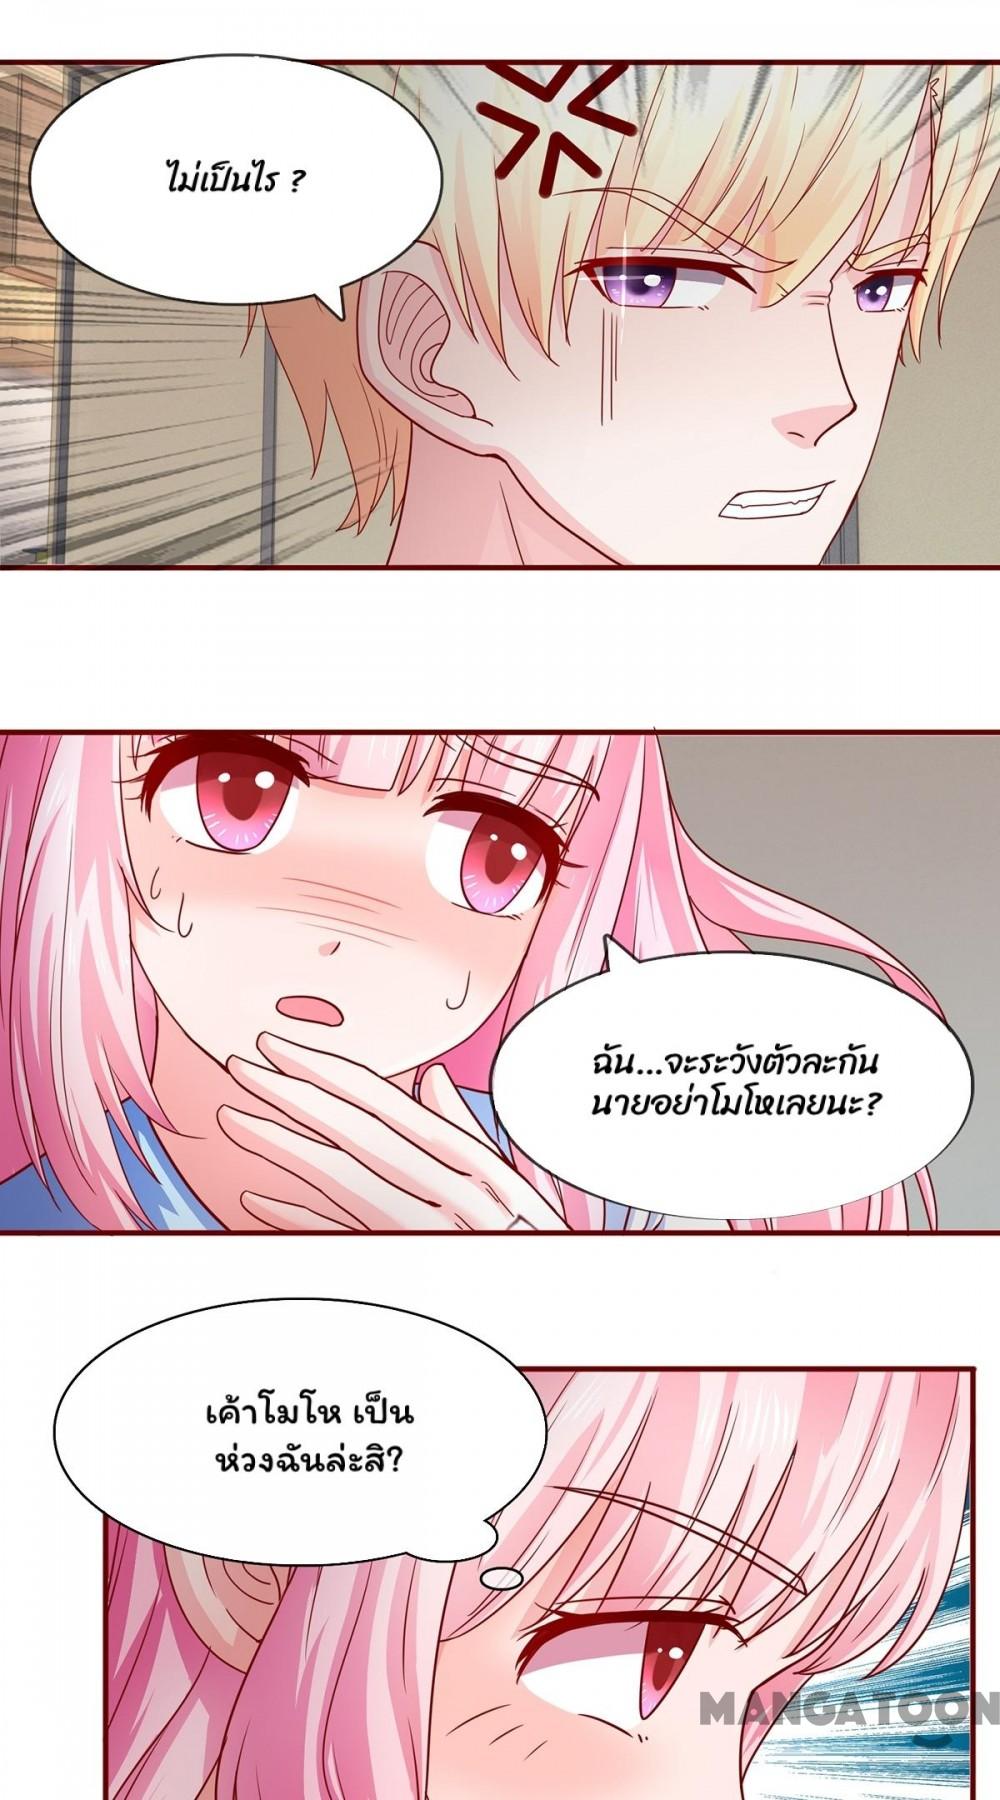 ไม่เป็นไร ?
ฉัน...จะระวังตัวละกัน
นายอย่าโมโหเลยนะ?
เค้าโมโห เป็น
ห่วงฉันล่ะสิ?
MANGATOON